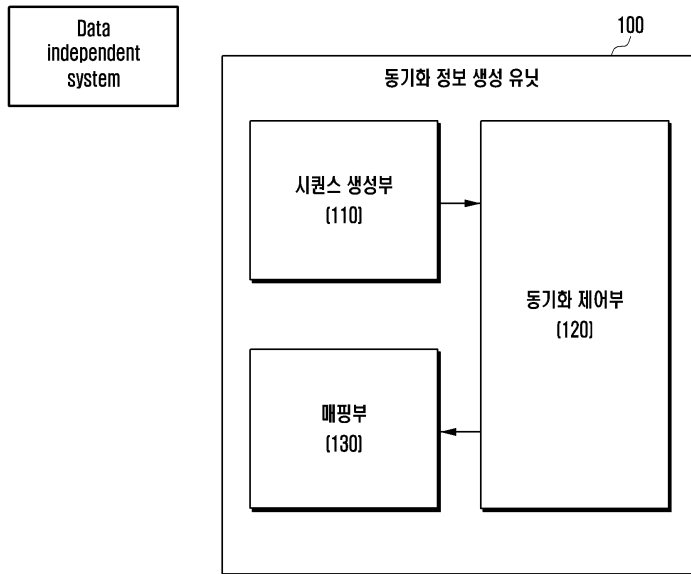 Data
independent
system
100
동기화 정보 생성 유닛
시퀀스 생성부
(110)
동기화 제어부
(120)
매핑부
(130)